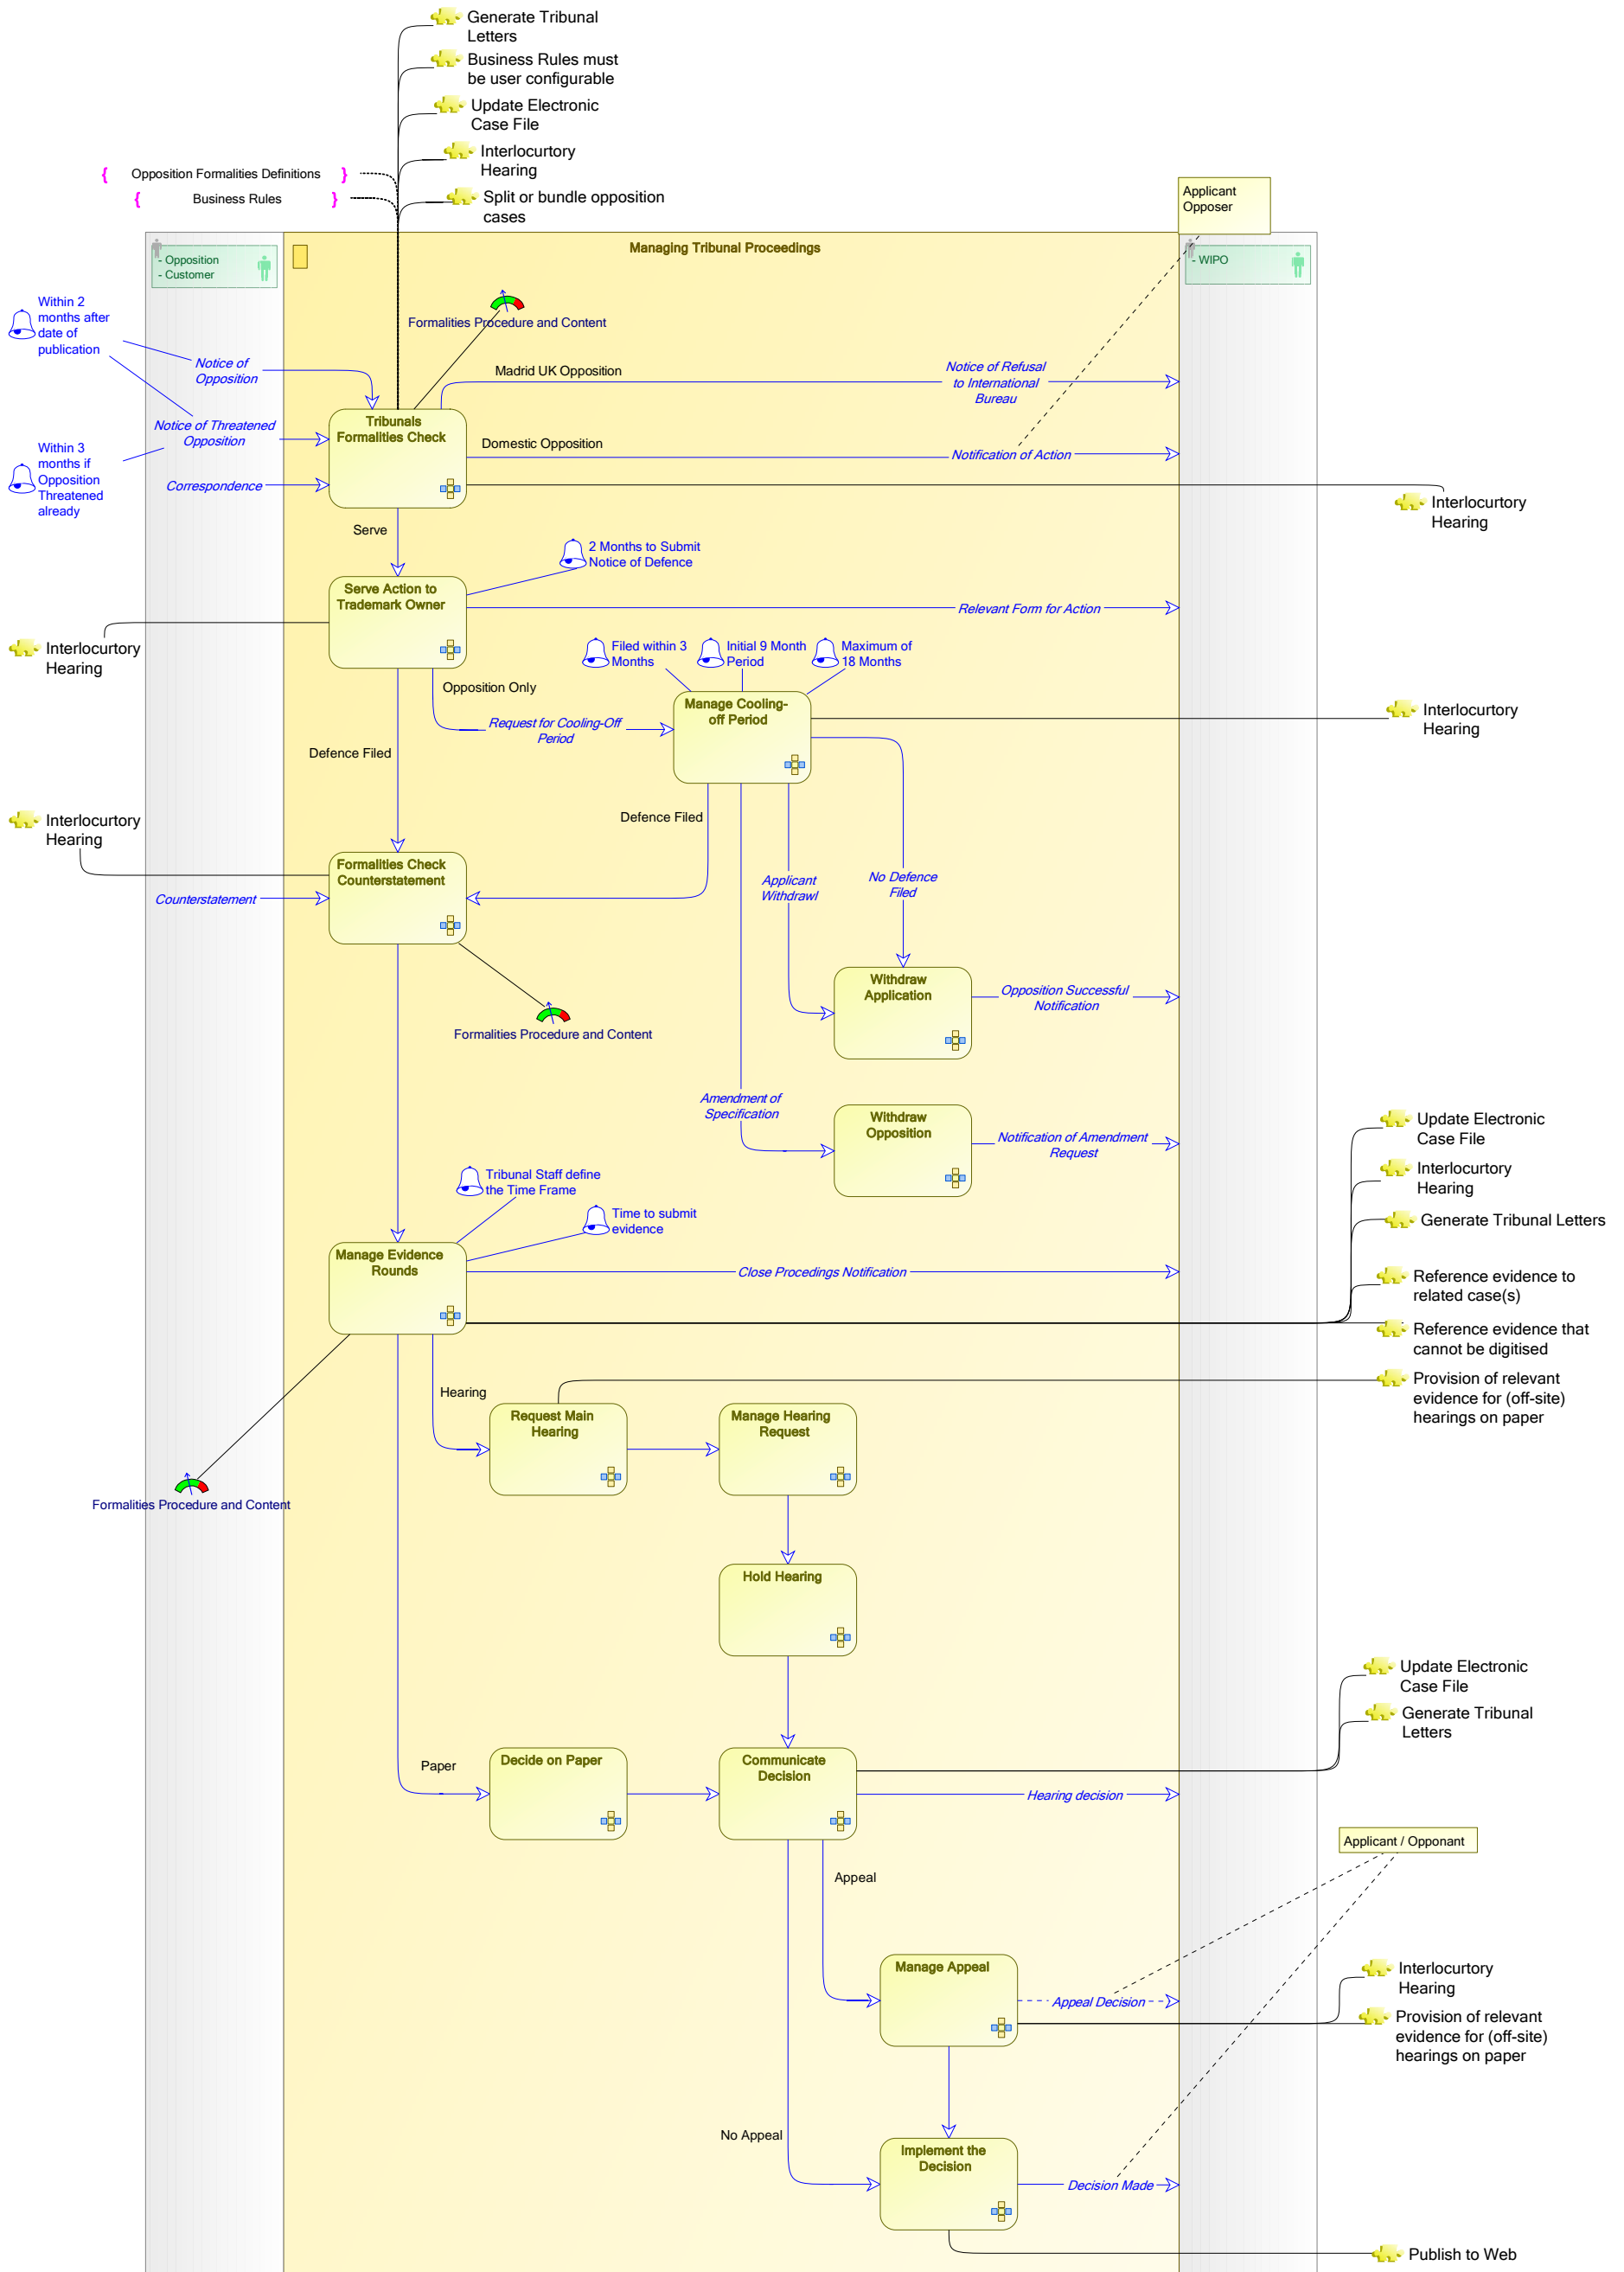 Generate Tribunal
Letters
Business Rules must
be user configurable
Update Electronic
Case File
Interlocurtory
Hearing
{ Opposition Formalities Definitions }
{ Business Rules }
Split or bundle opposition
cases
Applicant
Opposer
Managing Tribunal Proceedings
- Opposition
- Customer
- WIPO
Within 2
months after
date of
publication
Formalities Procedure and Content
Notice of
Opposition
Madrid UK Opposition
Notice of Refusal
to International
Bureau
Notice of Threatened
Opposition
Tribunals
Formalities Check
Domestic Opposition
Notification of Action
Within 3
months if
Opposition
Threatened
already
Correspondence
Interlocurtory
Hearing
Serve
2 Months to Submit
Notice of Defence
Serve Action to
Trademark Owner
Relevant Form for Action
Interlocurtory
Hearing
Filed within 3
Months
Initial 9 Month
Period
Maximum of
18 Months
Opposition Only
Request for Cooling-Off
Period
Manage Cooling-
off Period
Interlocurtory
Hearing
Defence Filed
Defence Filed
Interlocurtory
Hearing
Formalities Check
Counterstatement
Counterstatement
Applicant
Withdrawl
No Defence
Filed
Withdraw
Application
Opposition Successful
Notification
Formalities Procedure and Content
Amendment of
Specification
Withdraw
Opposition
Notification of Amendment
Request
Update Electronic
Case File
Interlocurtory
Hearing
Generate Tribunal Letters
Tribunal Staff define
the Time Frame
Time to submit
evidence
Manage Evidence
Rounds
Close Procedings Notification
Reference evidence to
related case(s)
Reference evidence that
cannot be digitised
Provision of relevant
evidence for (off-site)
hearings on paper
Hearing
Request Main
Hearing
Manage Hearing
Request
Formalities Procedure and Content
Hold Hearing
Update Electronic
Case File
Generate Tribunal
Letters
Paper
Decide on Paper
Communicate
Decision
Hearing decision
Applicant / Opponant
Appeal
Manage Appeal
Appeal Decision
Interlocurtory
Hearing
Provision of relevant
evidence for (off-site)
hearings on paper
No Appeal
Implement the
Decision
Decision Made
Publish to Web